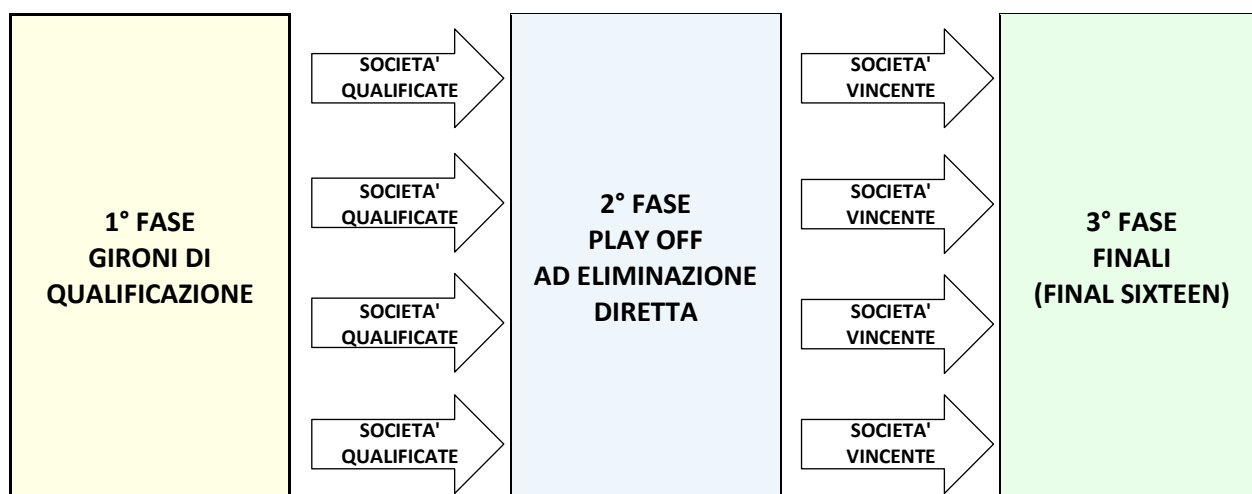 1° FASE
GIRONI DI
QUALIFICAZIONE
SOCIETA'
QUALIFICATE
SOCIETA'
QUALIFICATE
SOCIETA'
QUALIFICATE
SOCIETA'
QUALIFICATE
2° FASE
PLAY OFF
AD ELIMINAZIONE
DIRETTA
SOCIETA'
VINCENTE
SOCIETA'
VINCENTE
SOCIETA'
VINCENTE
SOCIETA'
VINCENTE
3° FASE
FINALI
(FINAL SIXTEEN)